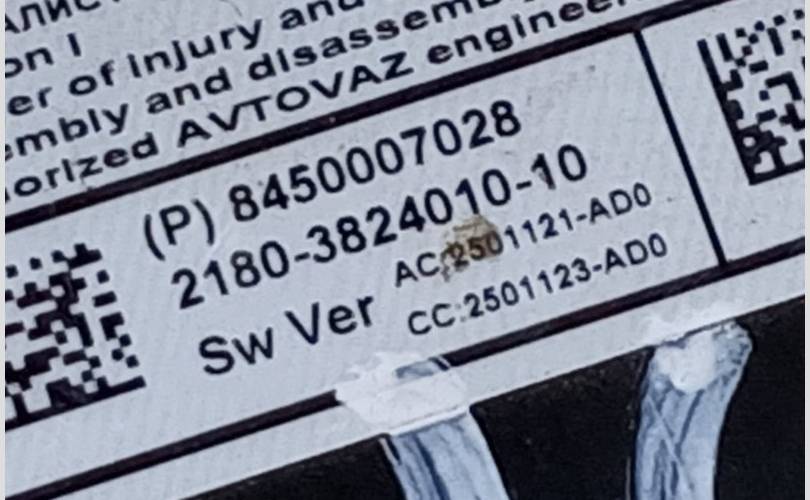 on I
er of injury and
embly and disassemb
orized AVTOVAZ engineer
(P) 8450007028
2180-3824010-10
Sw Ver
AC:2501121-AD0
CC:2501123-AD0